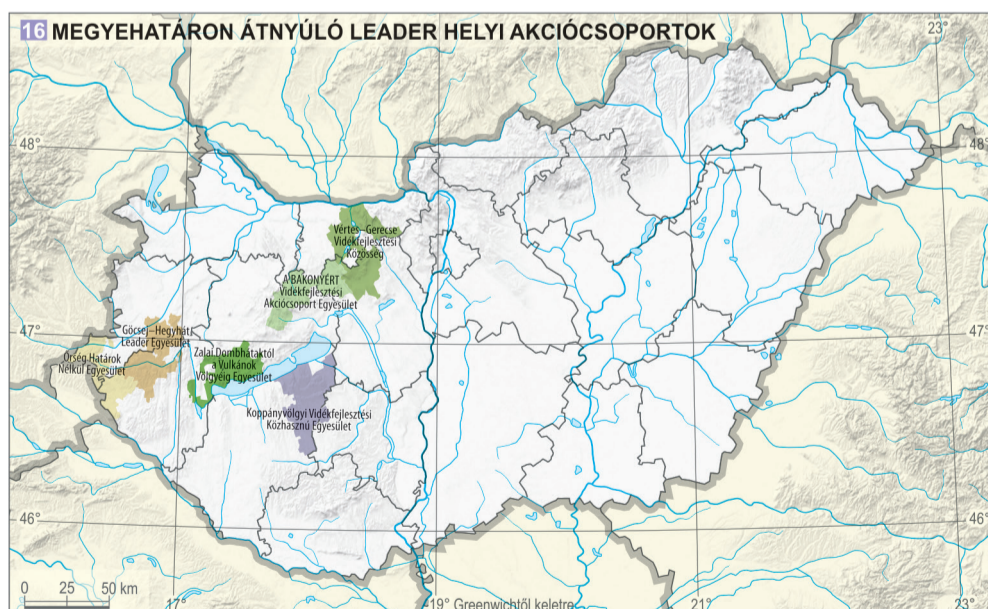 16 MEGYEHATÁRON ÁTNYÚLÓ LEADER HELYI AKCIÓCSOPORTOK
23°
48°
48°
Vértes–Gerecse
Vidékfejlesztési
Közösség
A BAKONYÉRT
Vidékfejlesztési
Akciócsoport Egyesület
47°
47°
Göcsej–Hegyhát
Leader Egyesület
Őrség Határok
Nélkül Egyesület
Zalai Dombhátaktól
a Vulkánok
Völgyéig Egyesület
Koppányvölgyi Vidékfejlesztési
Közhasznú Egyesület
46°
46°
0 25 50 km
17°
19° Greenwichtől keletre
21°
23°